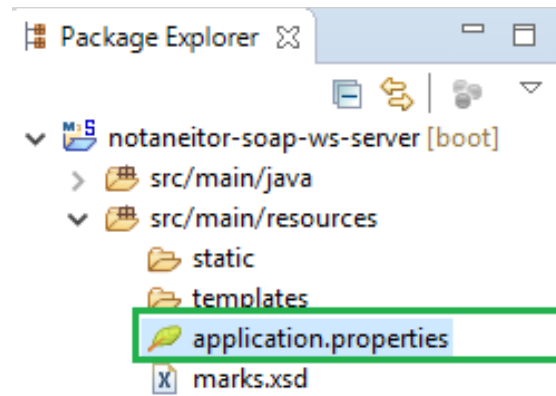 Package Explorer
notaneitor-soap-ws-server [boot]
src/main/java
src/main/resources
static
templates
application.properties
marks.xsd